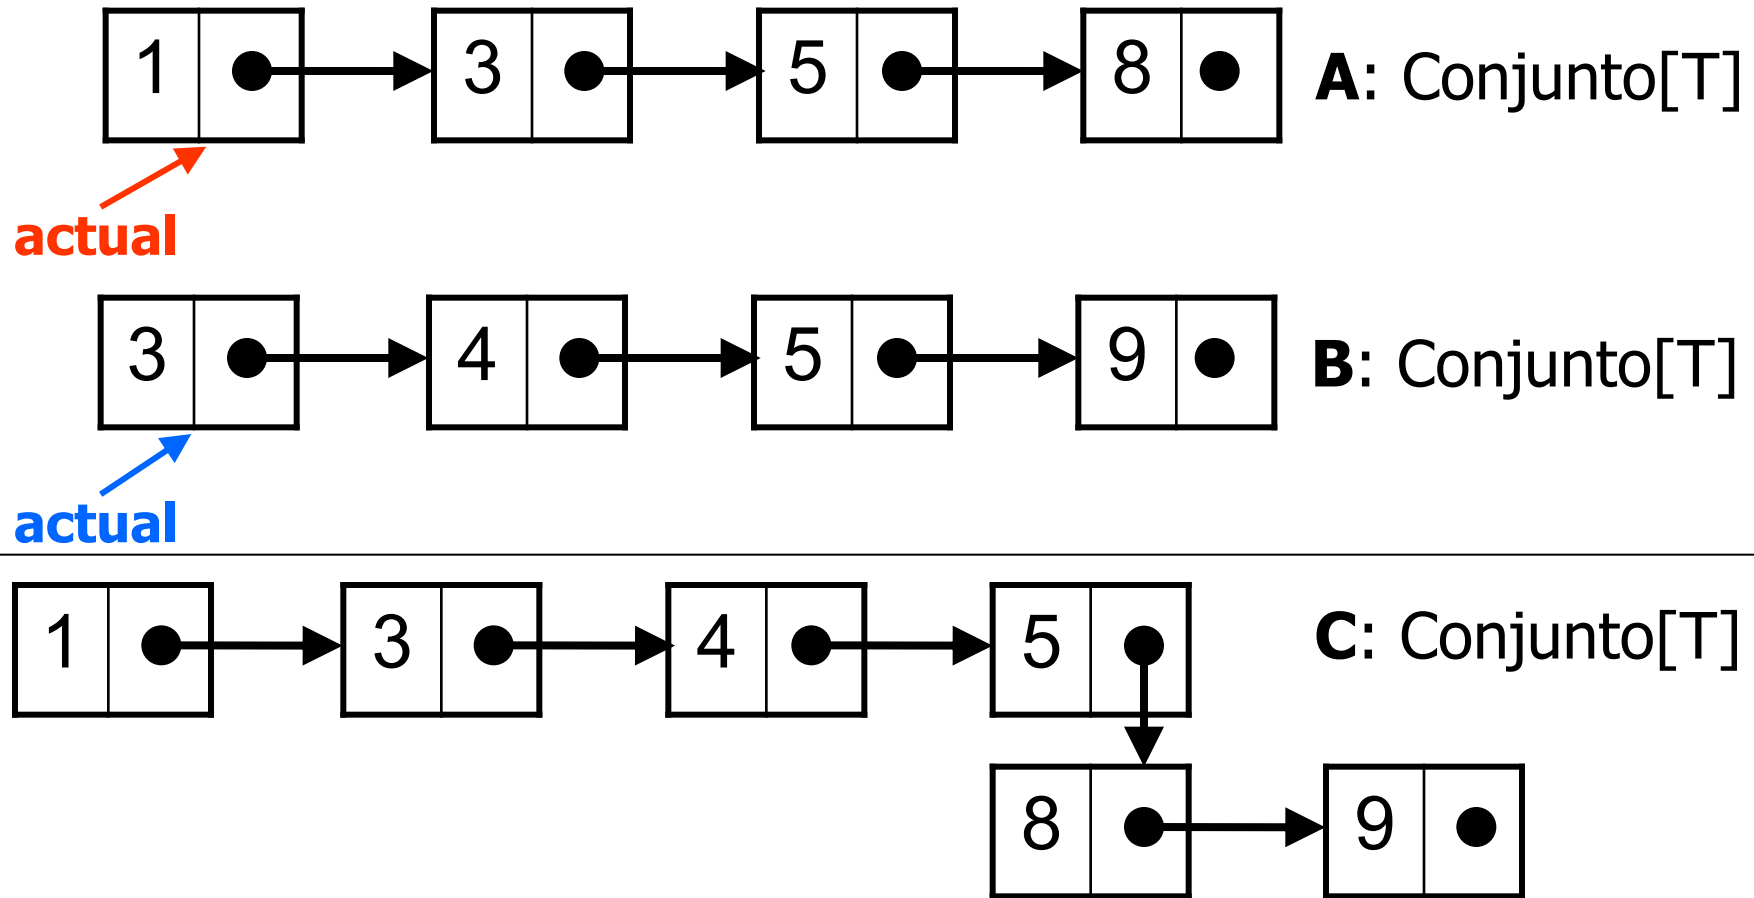 1 3 5 8 A: Conjunto[T]
actual
3 4 5 9 B: Conjunto[T]
actual
1 3 4 5 C: Conjunto[T]
8 9